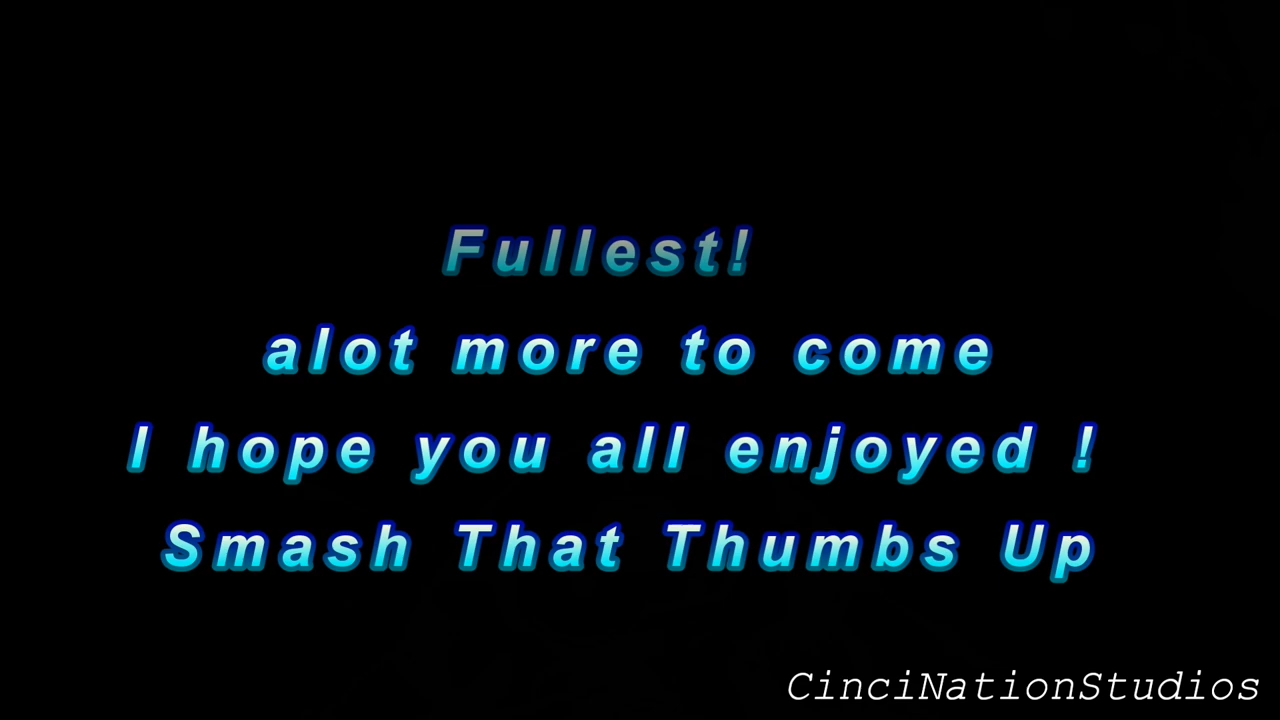 Fullest!
alot more to come
I hope you all enjoyed !
Smash That Thumbs Up
CinciNationStudios